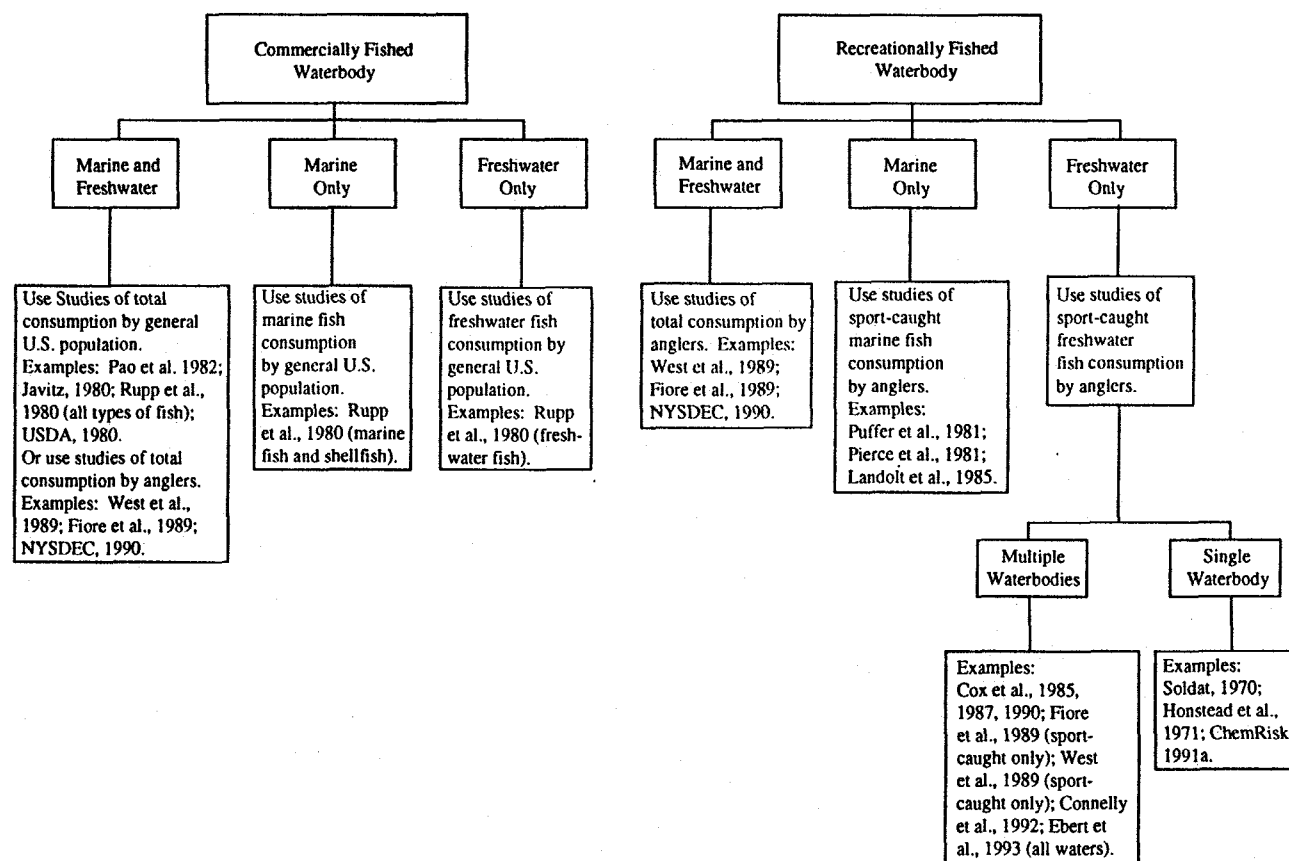 Commercially Fished
Waterbody
Recreationally Fished
Waterbody
Marine and
Freshwater
Marine
Only
Freshwater
Only
Marine and
Freshwater
Marine
Only
Freshwater
Only
Use Studies of total
consumption by general
U.S. population.
Examples: Pao et al. 1982;
Javitz, 1980; Rupp et al.,
1980 (all types of fish);
USDA, 1980.
Or use studies of total
consumption by anglers.
Examples: West et al.,
1989; Fiore et al., 1989;
NYSDEC, 1990.
Use studies of
marine fish
consumption
by general U.S.
population.
Examples: Rupp
et al., 1980 (marine
fish and shellfish).
Use studies of
freshwater fish
consumption by
general U.S.
population.
Examples: Rupp
et al., 1980 (fresh-
water fish).
Use studies of
total consumption by
anglers. Examples:
West et al., 1989;
Fiore et al., 1989;
NYSDEC, 1990.
Use studies of
sport-caught
marine fish
consumption
by anglers.
Examples:
Puffer et al., 1981;
Pierce et al., 1981;
Landolt et al., 1985.
Use studies of
sport-caught
freshwater
fish consumption
by anglers.
Multiple
Waterbodies
Single
Waterbody
Examples:
Cox et al., 1985,
1987, 1990; Fiore
et al., 1989 (sport-
caught only); West
et al., 1989 (sport-
caught only); Connelly
et al., 1992; Ebert et
al., 1993 (all waters).
Examples:
Soldat, 1970;
Honstead et al.,
1971; ChemRisk
1991a.